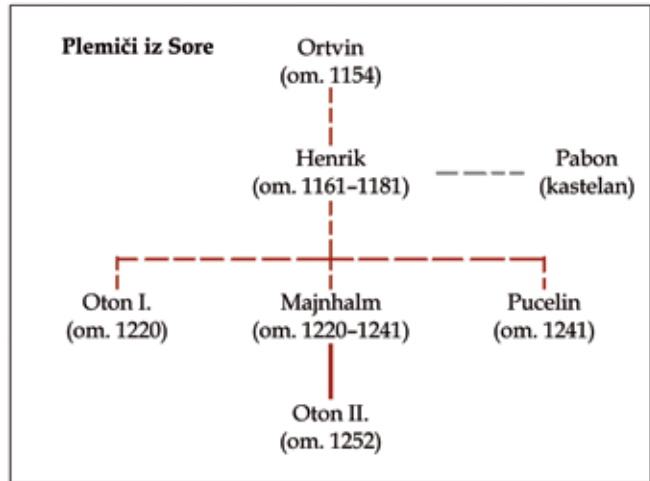 Plemiči iz Sore
Ortvin
(om. 1154)
Henrik
(om. 1161–1181)
Pabon
(kastelan)
Oton I.
(om. 1220)
Majnhalm
(om. 1220–1241)
Pucelin
(om. 1241)
Oton II.
(om. 1252)